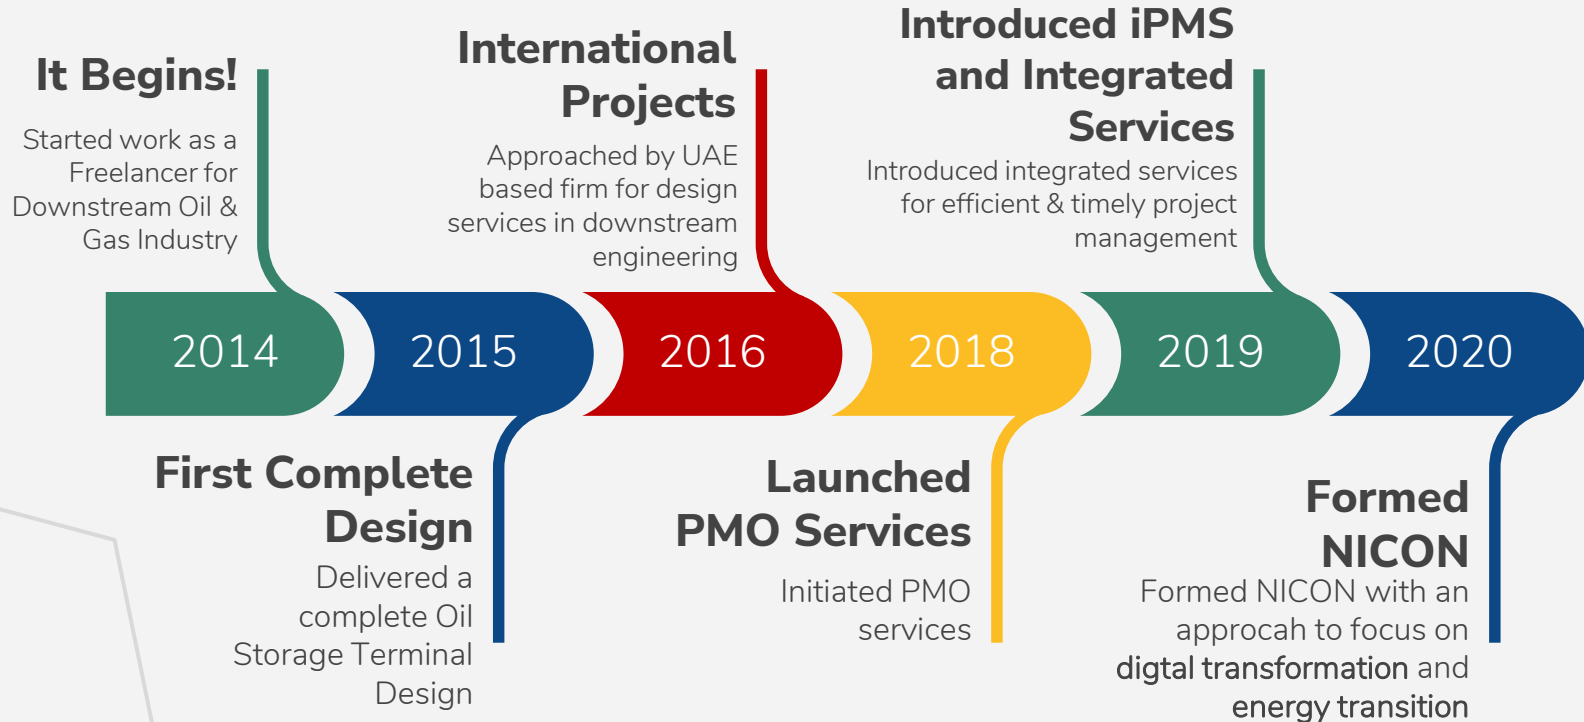 It Begins!
Started work as a
Freelancer for
Downstream Oil &
Gas Industry
International
Projects
Approached by UAE
based firm for design
services in downstream
engineering
Introduced iPMS
and Integrated
Services
Introduced integrated services
for efficient & timely project
management
2014
2015
2016
2018
2019
2020
First Complete
Design
Delivered a
complete Oil
Storage Terminal
Design
Launched
PMO Services
Initiated PMO
services
Formed
NICON
Formed NICON with an
approcah to focus on
digtal transformation and
energy transition